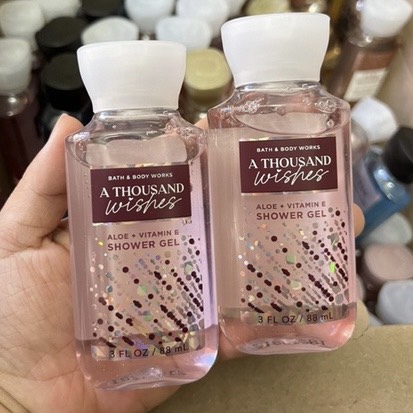 BATH & BODY WORKS
A THOUSAND
wishes
ALOE + VITAMIN E
SHOWER GEL
3 FL OZ / 88 mL
BATH & BODY WORKS
A THOUSAND
wishes
ALOE + VITAMIN E
SHOWER GEL
3 FL OZ / 88 mL